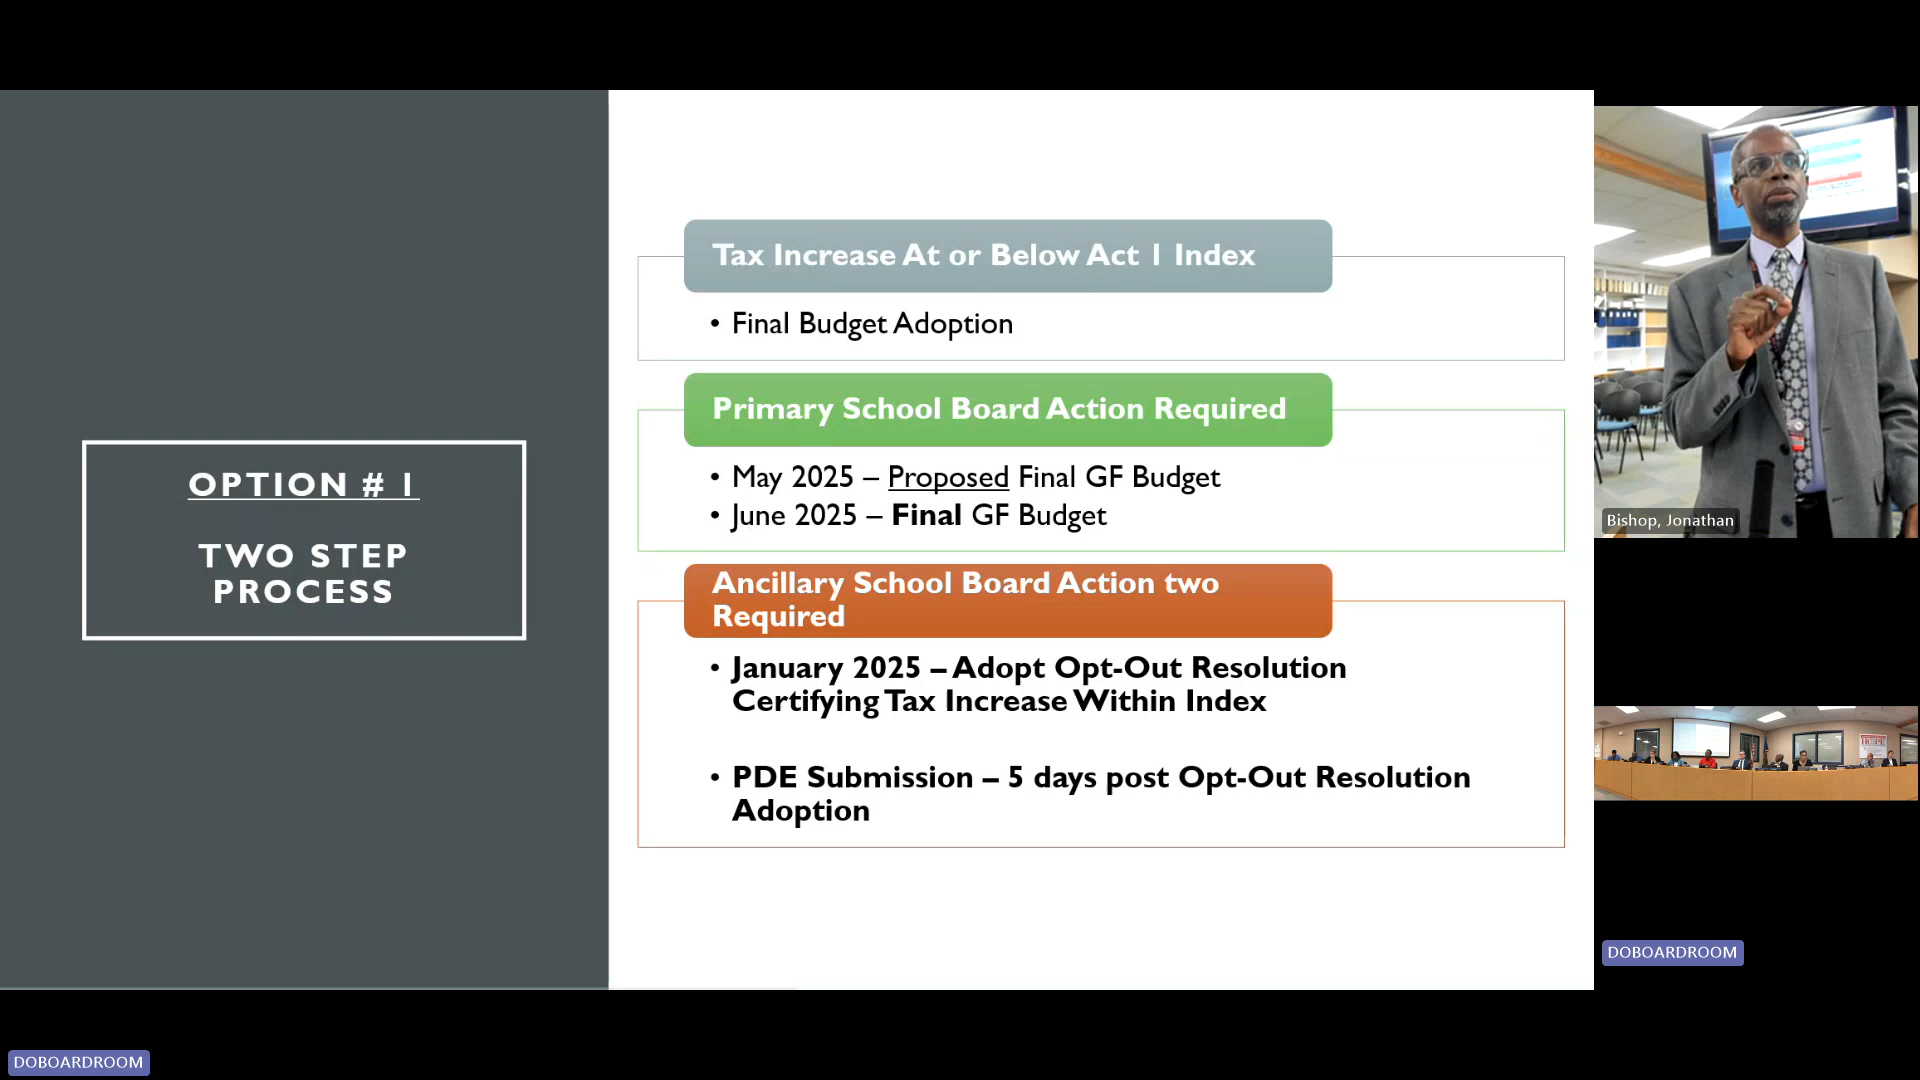 OPTION # 1
TWO STEP
PROCESS
Tax Increase At or Below Act 1 Index
• Final Budget Adoption
Primary School Board Action Required
• May 2025 – Proposed Final GF Budget
• June 2025 – Final GF Budget
Ancillary School Board Action two
Required
• January 2025 – Adopt Opt-Out Resolution
Certifying Tax Increase Within Index
• PDE Submission – 5 days post Opt-Out Resolution
Adoption
Bishop, Jonathan
DOBOARDROOM
DOBOARDROOM